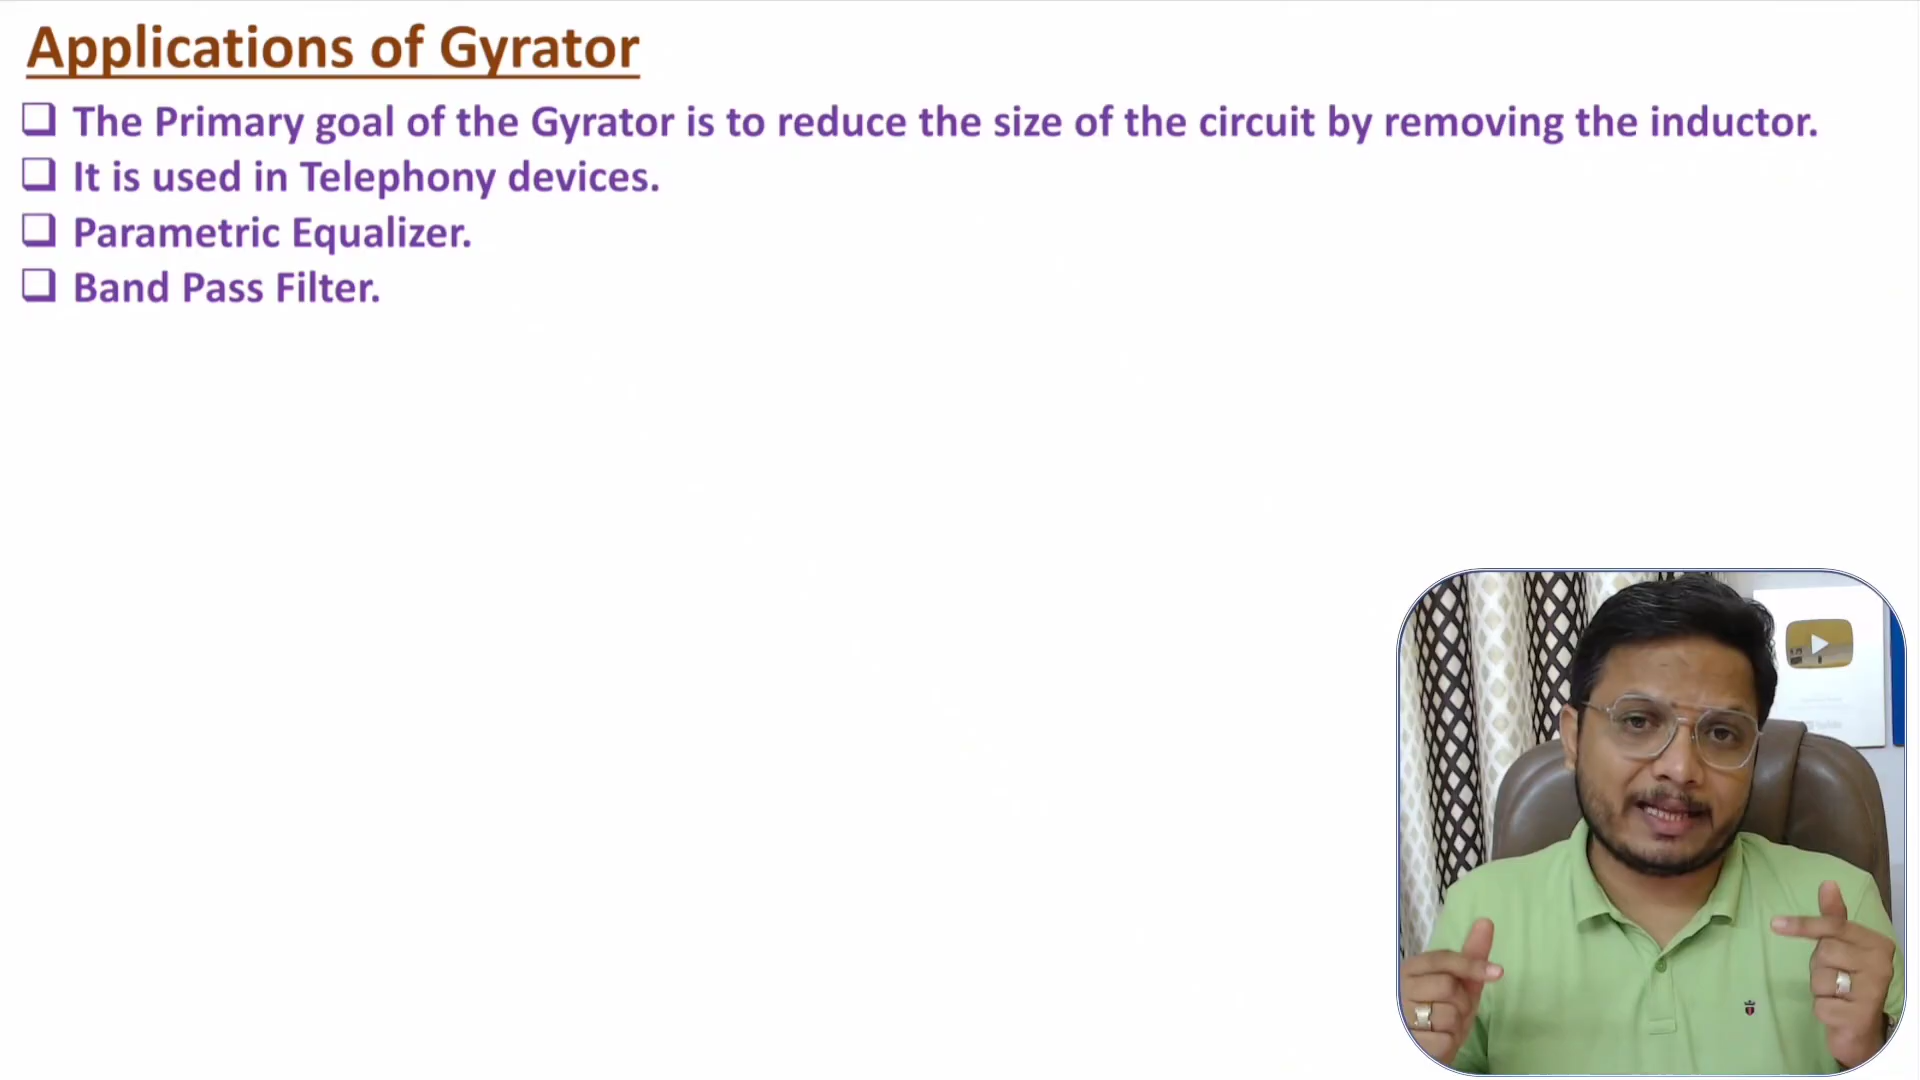 Applications of Gyrator
The Primary goal of the Gyrator is to reduce the size of the circuit by removing the inductor.
It is used in Telephony devices.
Parametric Equalizer.
Band Pass Filter.